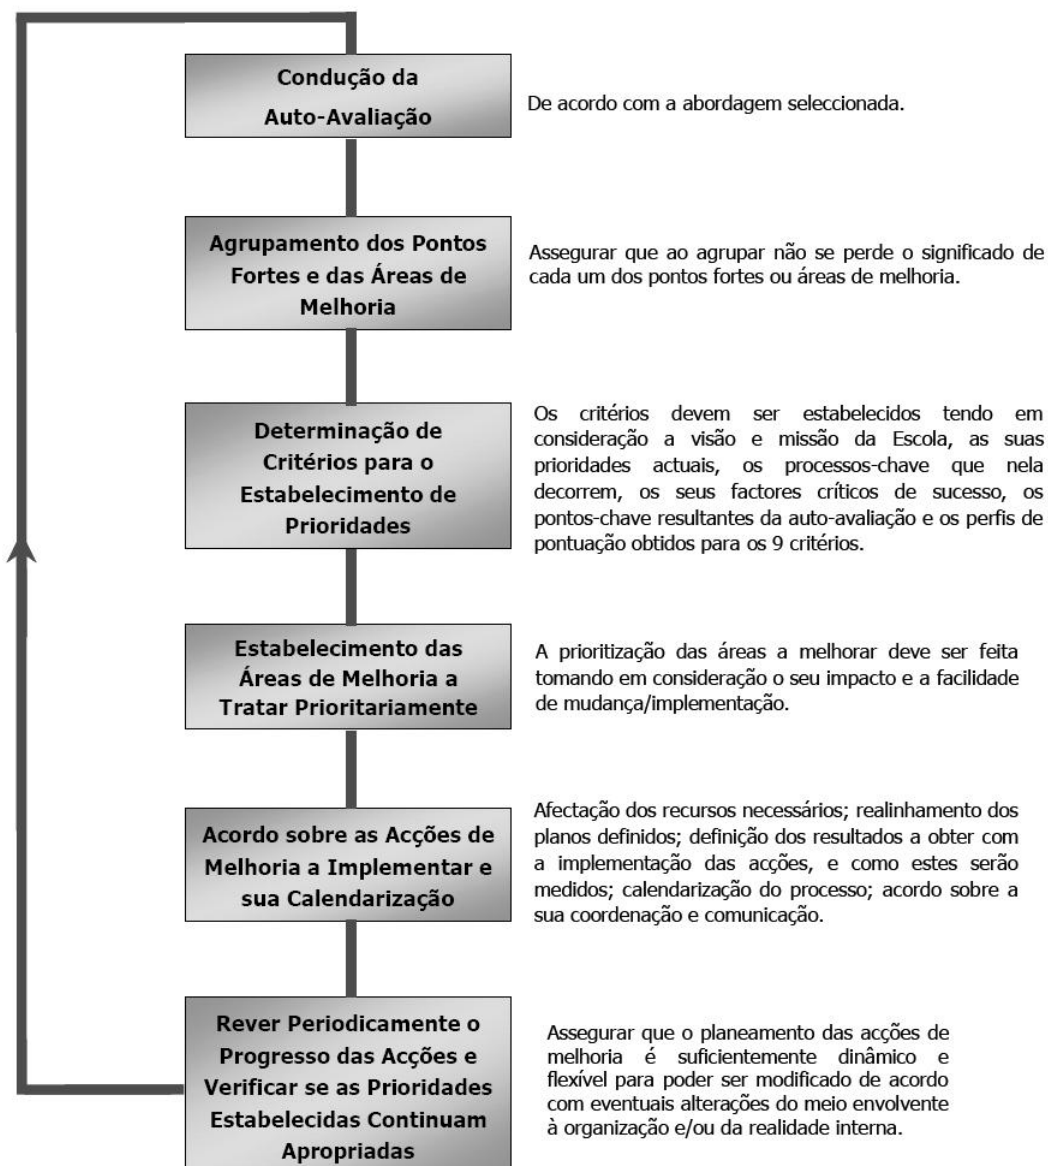 Condução da
Auto-Avaliação
De acordo com a abordagem seleccionada.
Agrupamento dos Pontos
Fortes e das Áreas de
Melhoria
Assegurar que ao agrupar não se perde o significado de
cada um dos pontos fortes ou áreas de melhoria.
Determinação de
Critérios para o
Estabelecimento de
Prioridades
Os critérios devem ser estabelecidos tendo em
consideração a visão e missão da Escola, as suas
prioridades actuais, os processos-chave que nela
decorrem, os seus factores críticos de sucesso, os
pontos-chave resultantes da auto-avaliação e os perfis de
pontuação obtidos para os 9 critérios.
Estabelecimento das
Áreas de Melhoria a
Tratar Prioritariamente
A prioritização das áreas a melhorar deve ser feita
tomando em consideração o seu impacto e a facilidade
de mudança/implementação.
Acordo sobre as Acções de
Melhoria a Implementar e
sua Calendarização
Afectação dos recursos necessários; realinhamento dos
planos definidos; definição dos resultados a obter com
a implementação das acções, e como estes serão
medidos; calendarização do processo; acordo sobre a
sua coordenação e comunicação.
Rever Periodicamente o
Progresso das Acções e
Verificar se as Prioridades
Estabelecidas Continuam
Apropriadas
Assegurar que o planeamento das acções de
melhoria é suficientemente dinâmico e
flexível para poder ser modificado de acordo
com eventuais alterações do meio envolvente
à organização e/ou da realidade interna.